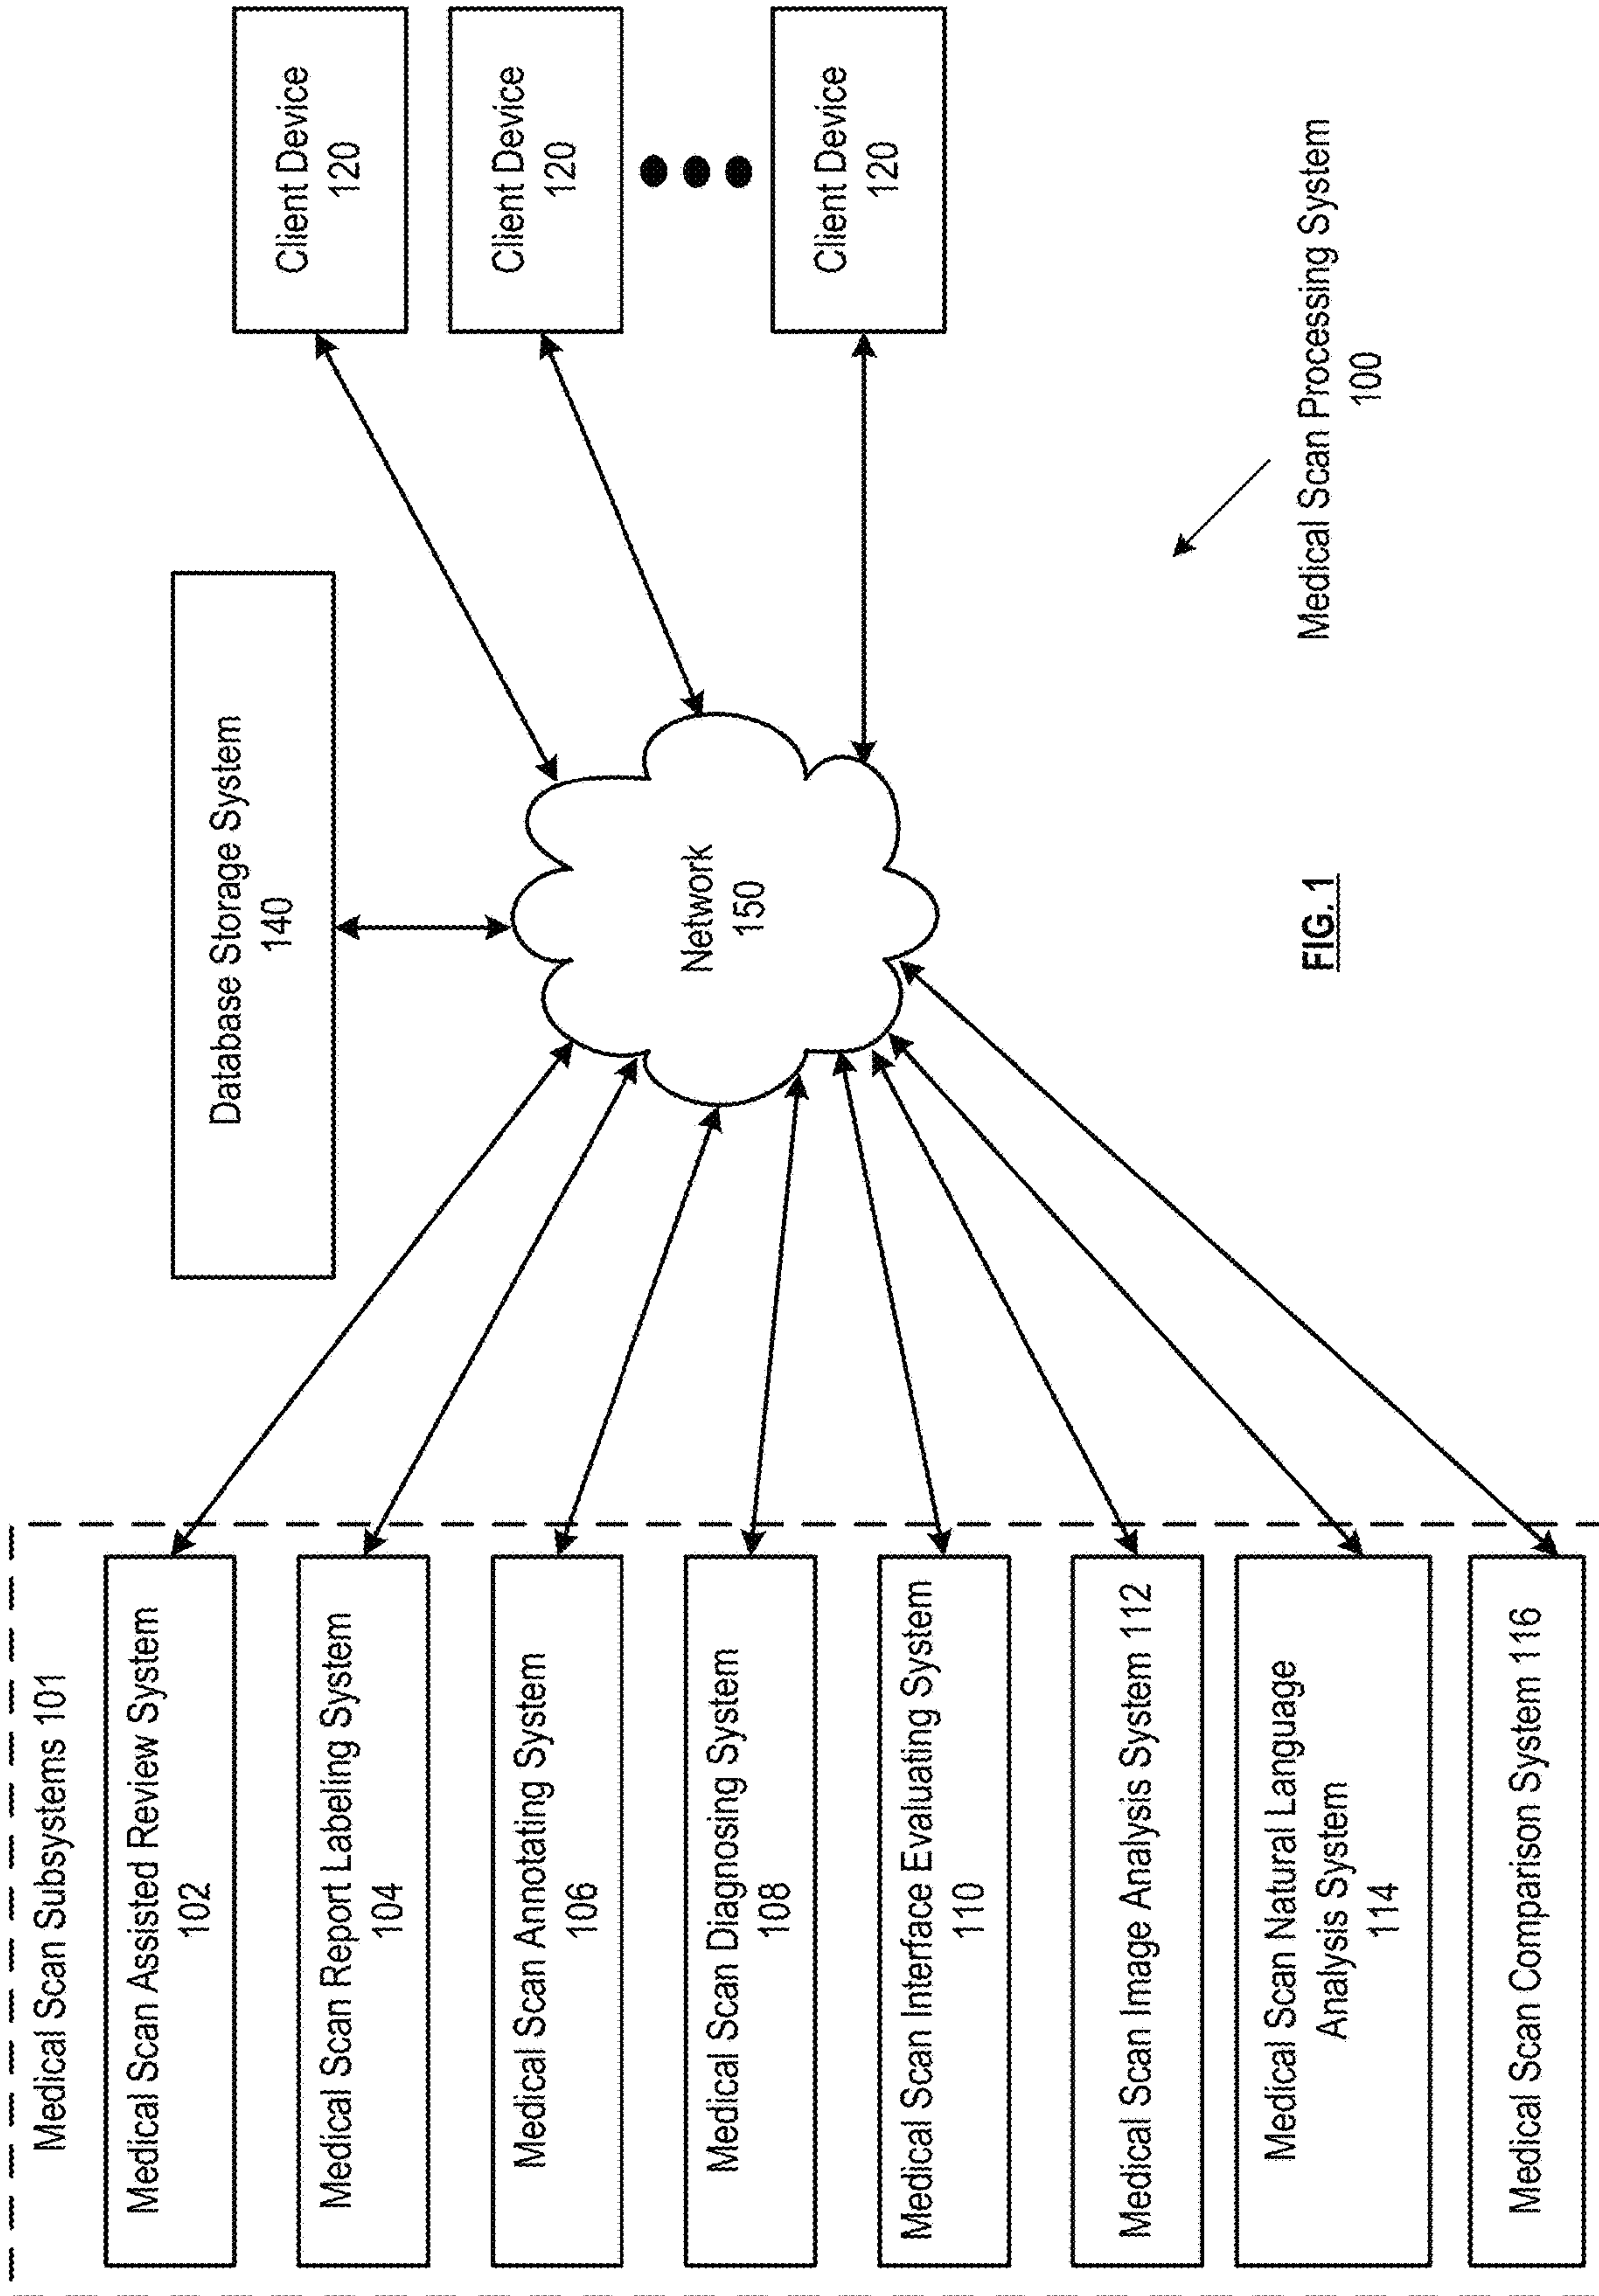 Medical Scan Subsystems 101
Medical Scan Assisted Review System
102
Medical Scan Report Labeling System
104
Medical Scan Annotating System
106
Medical Scan Diagnosing System
108
Medical Scan Interface Evaluating System
110
Medical Scan Image Analysis System 112
Medical Scan Natural Language
Analysis System
114
Medical Scan Comparison System 116
Database Storage System
140
Network
150
Client Device
120
Client Device
120
Client Device
120
Medical Scan Processing System
100
FIG. 1